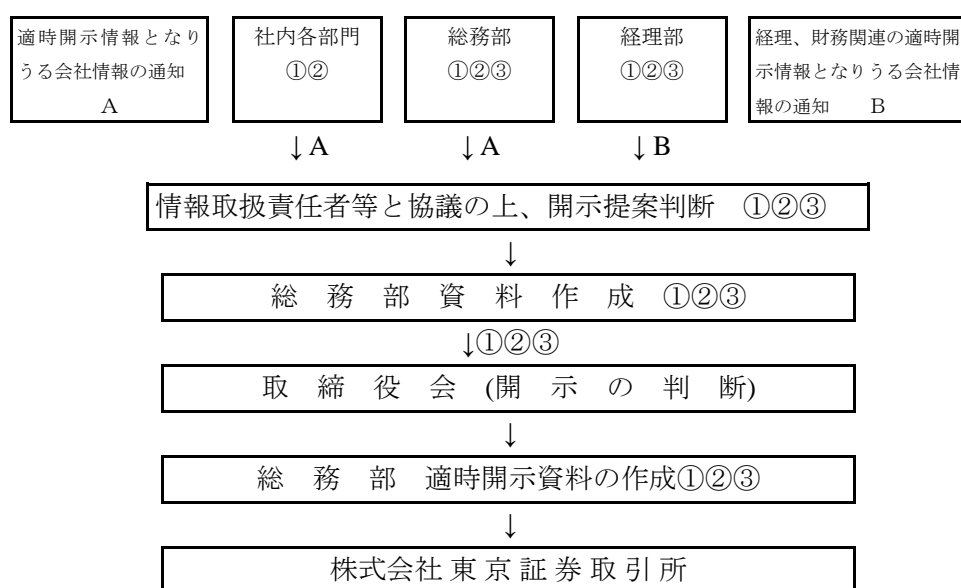 適時開示情報となり
うる会社情報の通知
A
社内各部門
①②
総務部
①②③
経理部
①②③
経理、財務関連の適時開
示情報となりうる会社情
報の通知 B
↓A
↓A
↓B
情報取扱責任者等と協議の上、開示提案判断 ①②③
↓
総務部資料作成 ①②③
↓①②③
取締役会(開示の判断)
↓
総務部 適時開示資料の作成①②③
↓
株式会社東京証券取引所